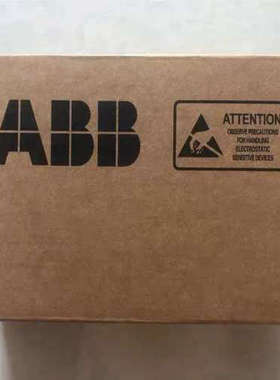 ABB
ATTENTION
OBSERVE PRECAUTIONS
FOR HANDLING
ELECTROSTATIC
SENSITIVE DEVICES